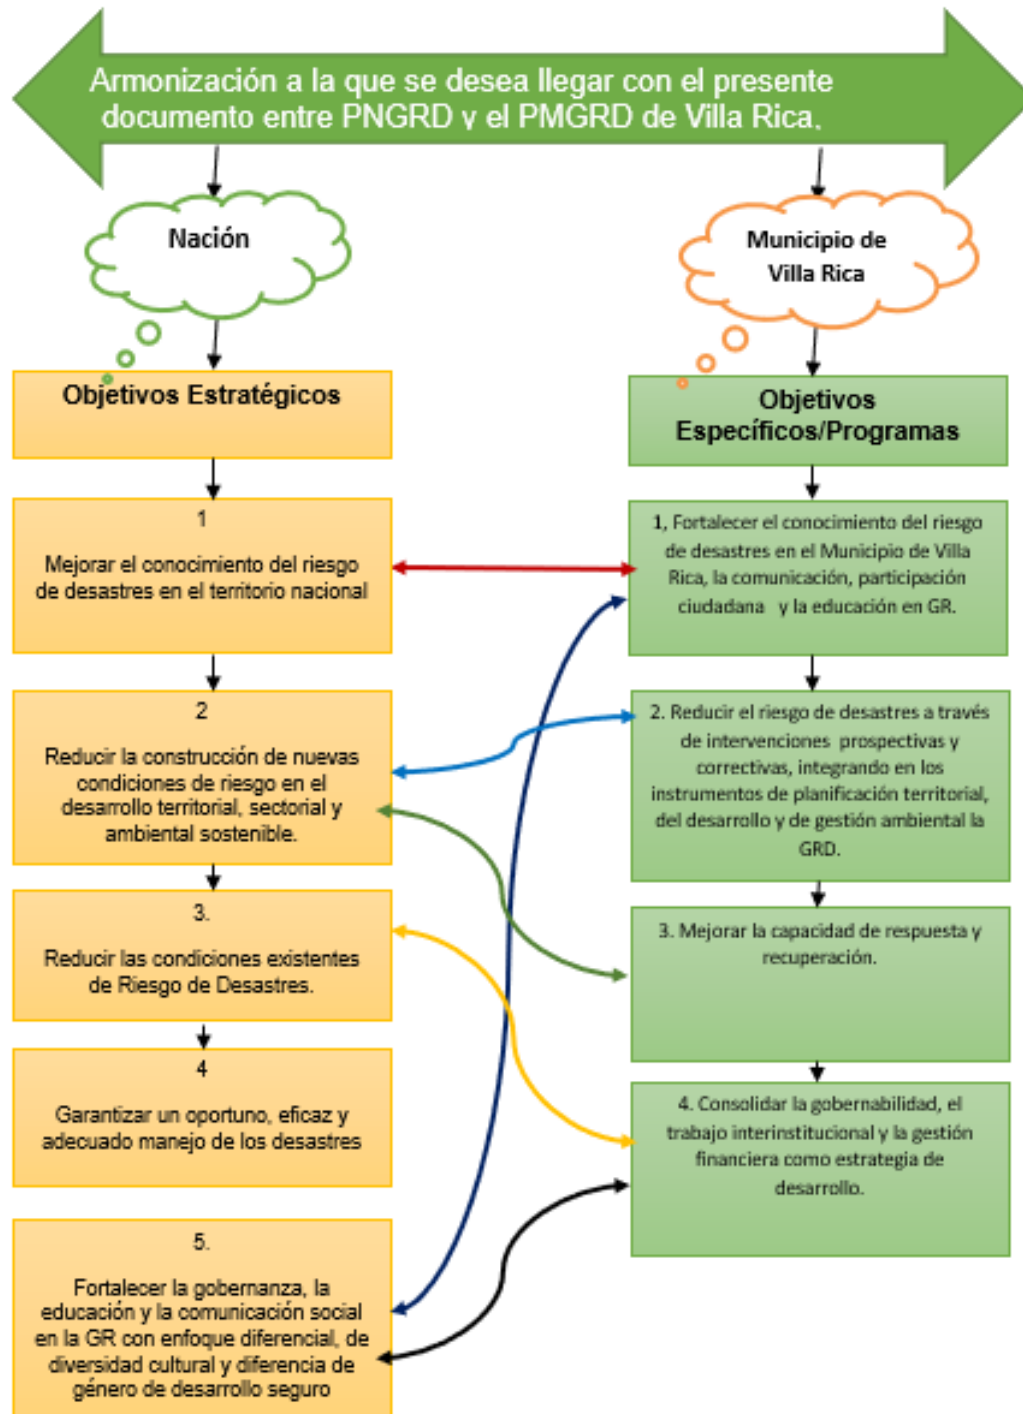 Armonización a la que se desea llegar con el presente
documento entre PNGRD y el PMGRD de Villa Rica.
Nación
Municipio de
Villa Rica
Objetivos Estratégicos
1
Mejorar el conocimiento del riesgo
de desastres en el territorio nacional
2
Reducir la construcción de nuevas
condiciones de riesgo en el
desarrollo territorial, sectorial y
ambiental sostenible.
3.
Reducir las condiciones existentes
de Riesgo de Desastres.
4
Garantizar un oportuno, eficaz y
adecuado manejo de los desastres
5.
Fortalecer la gobernanza, la
educación y la comunicación social
en la GR con enfoque diferencial, de
diversidad cultural y diferencia de
género de desarrollo seguro
Objetivos
Específicos/Programas
1, Fortalecer el conocimiento del riesgo
de desastres en el Municipio de Villa
Rica, la comunicación, participación
ciudadana y la educación en GR.
2. Reducir el riesgo de desastres a través
de intervenciones prospectivas y
correctivas, integrando en los
instrumentos de planificación territorial,
del desarrollo y de gestión ambiental la
GRD.
3. Mejorar la capacidad de respuesta y
recuperación.
4. Consolidar la gobernabilidad, el
trabajo interinstitucional y la gestión
financiera como estrategia de
desarrollo.